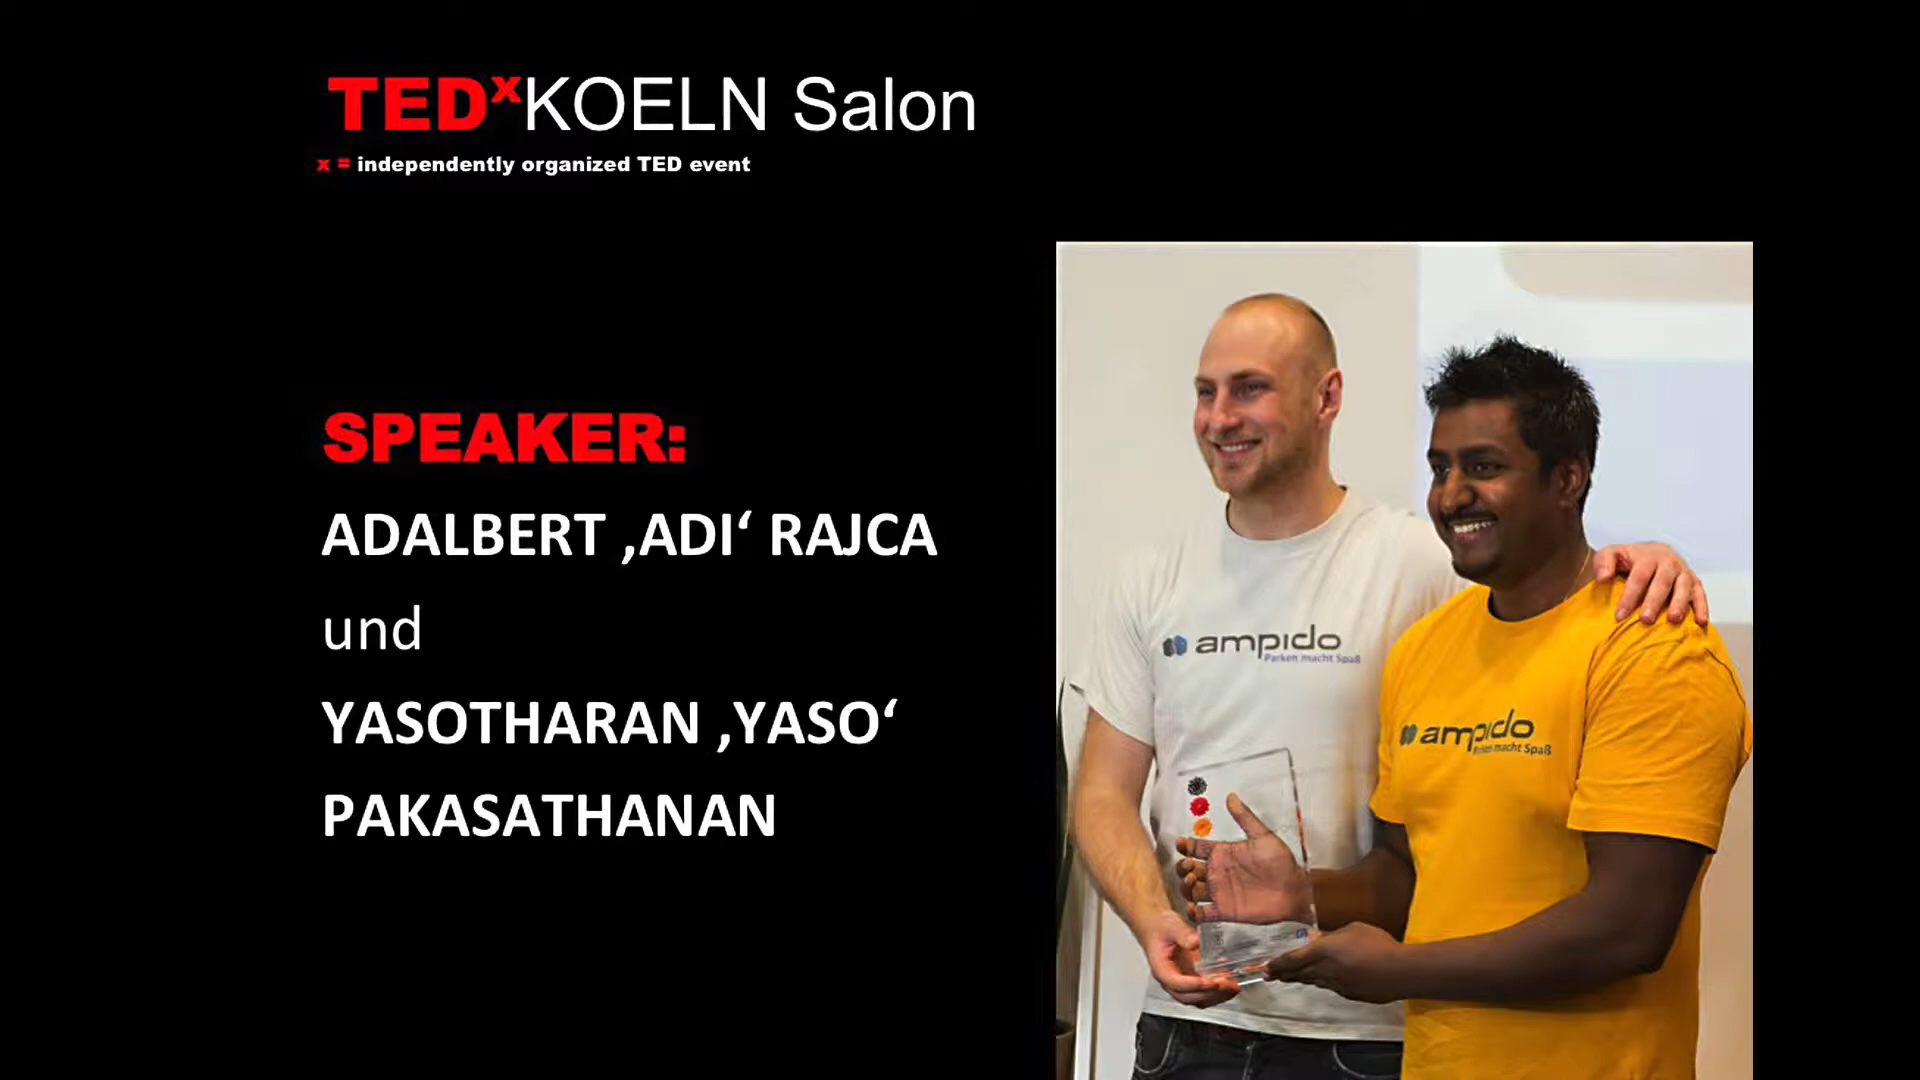 TEDxKOELN Salon
x = independently organized TED event
SPEAKER:
ADALBERT ‚ADI‘ RAJCA
und
YASOTHARAN ‚YASO‘
PAKASATHANAN
ampido
Parken macht Spaß
ampido
Parken macht Spaß